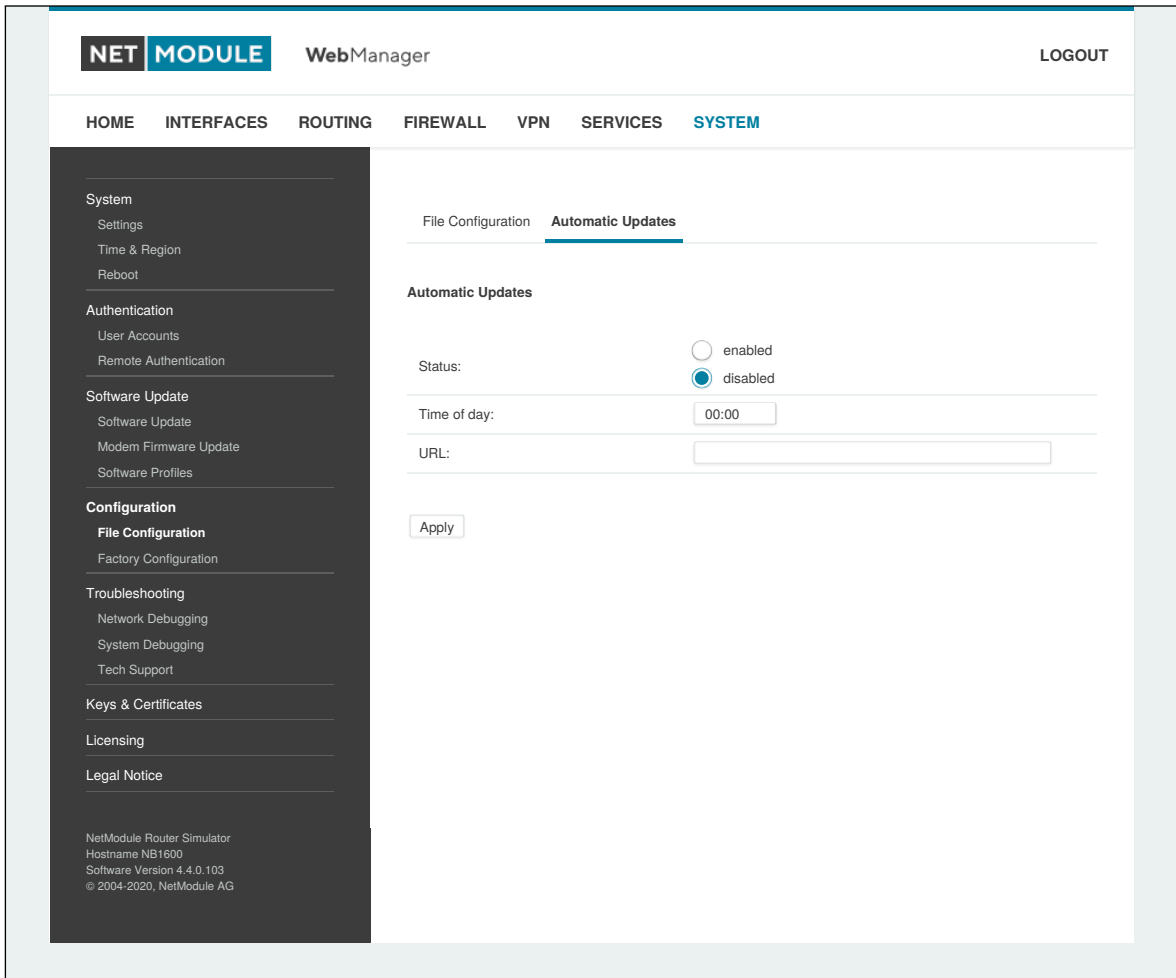 NET MODULE WebManager LOGOUT
HOME INTERFACES ROUTING FIREWALL VPN SERVICES SYSTEM
System
Settings
Time & Region
Reboot
Authentication
User Accounts
Remote Authentication
Software Update
Software Update
Modem Firmware Update
Software Profiles
Configuration
File Configuration
Factory Configuration
Troubleshooting
Network Debugging
System Debugging
Tech Support
Keys & Certificates
Licensing
Legal Notice
NetModule Router Simulator
Hostname NB1600
Software Version 4.4.0.103
© 2004-2020, NetModule AG
File Configuration Automatic Updates
Automatic Updates
Status:
enabled
disabled
Time of day: 00:00
URL:
Apply